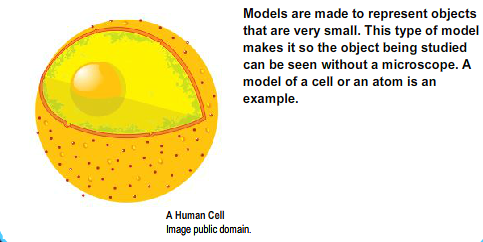 Models are made to represent objects
that are very small. This type of model
makes it so the object being studied
can be seen without a microscope. A
model of a cell or an atom is an
example.
A Human Cell
Image public domain.